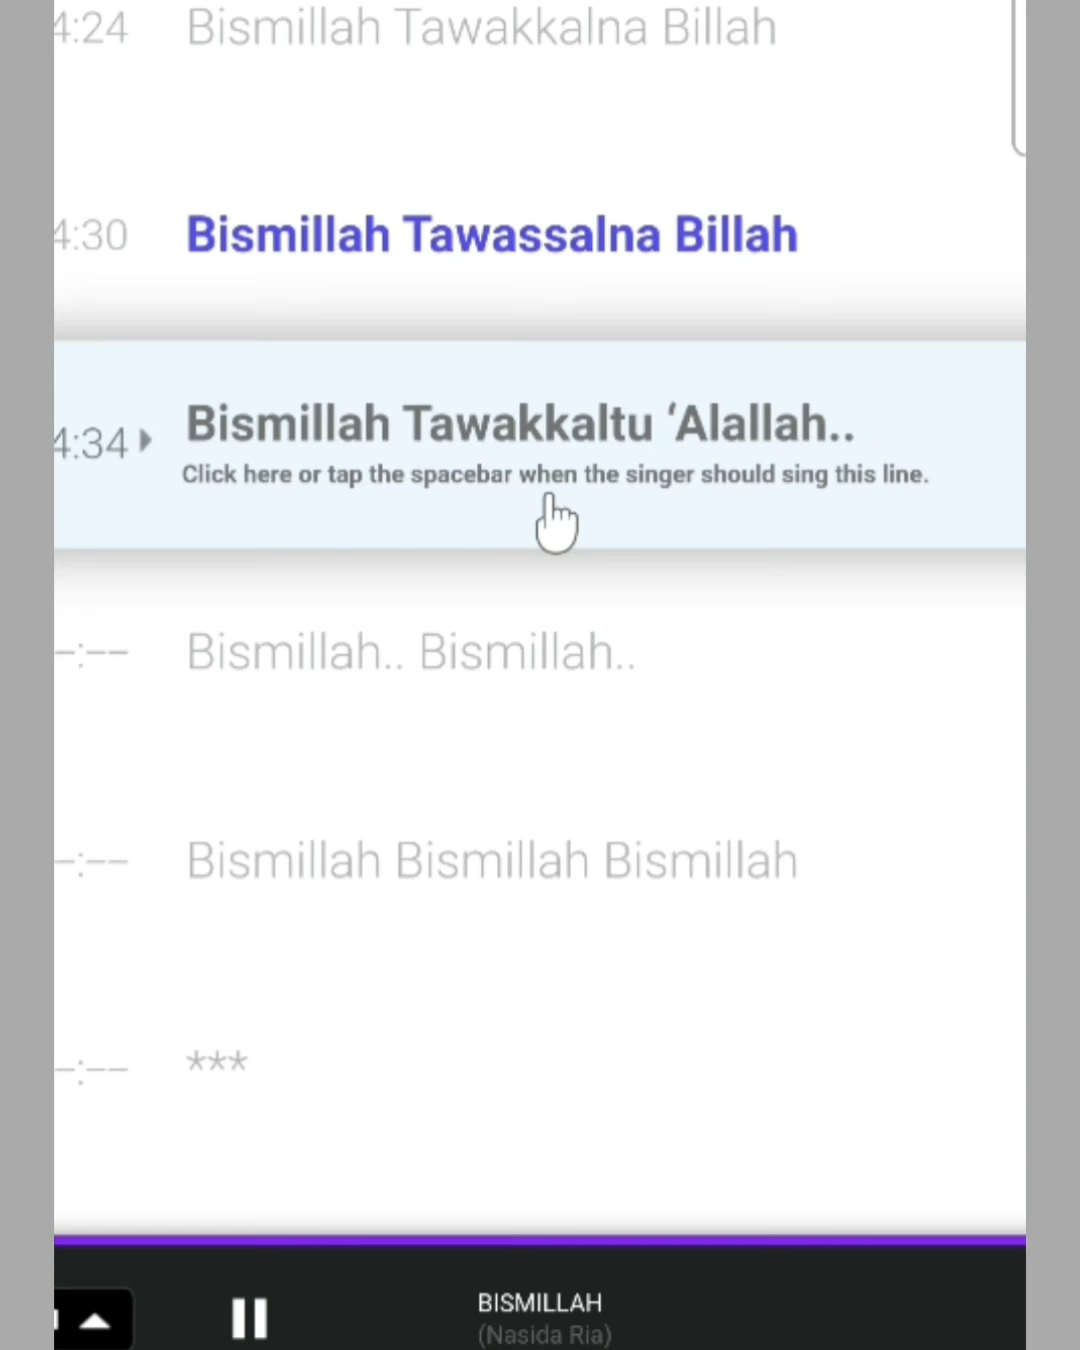 4:24 Bismillah Tawakkalna Billah
4:30 Bismillah Tawassalna Billah
4:34 Bismillah Tawakkaltu ‘Alallah..
Click here or tap the spacebar when the singer should sing this line.
–:–– Bismillah.. Bismillah..
–:–– Bismillah Bismillah Bismillah
–:–– ***
BISMILLAH
(Nasida Ria)